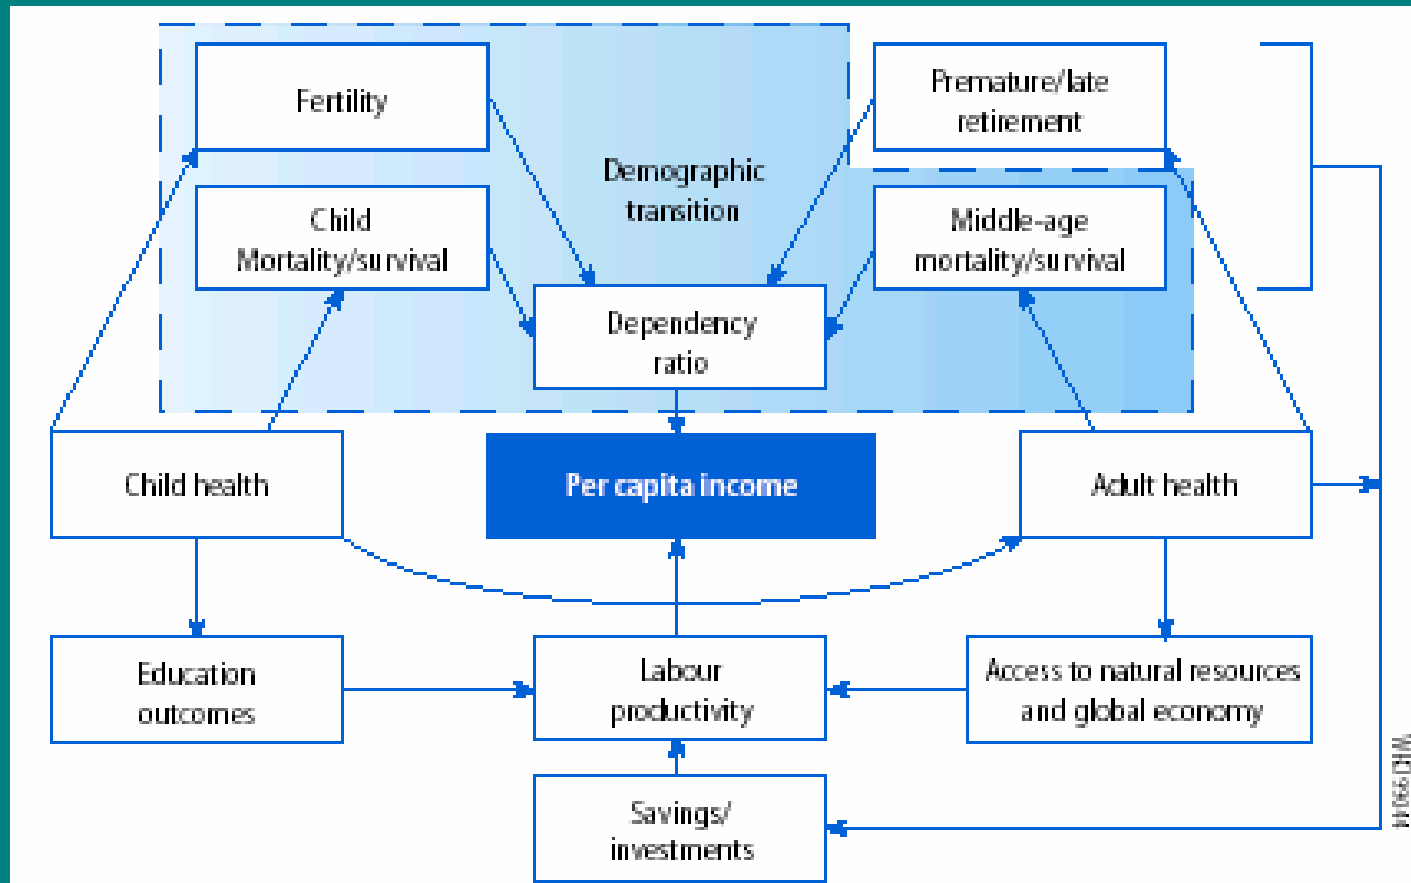 Fertility
Premature/late
retirement
Demographic
transition
Child
Mortality/survival
Middle-age
mortality/survival
Dependency
ratio
Child health
Per capita income
Adult health
Education
outcomes
Labour
productivity
Access to natural resources
and global economy
Savings/
investments